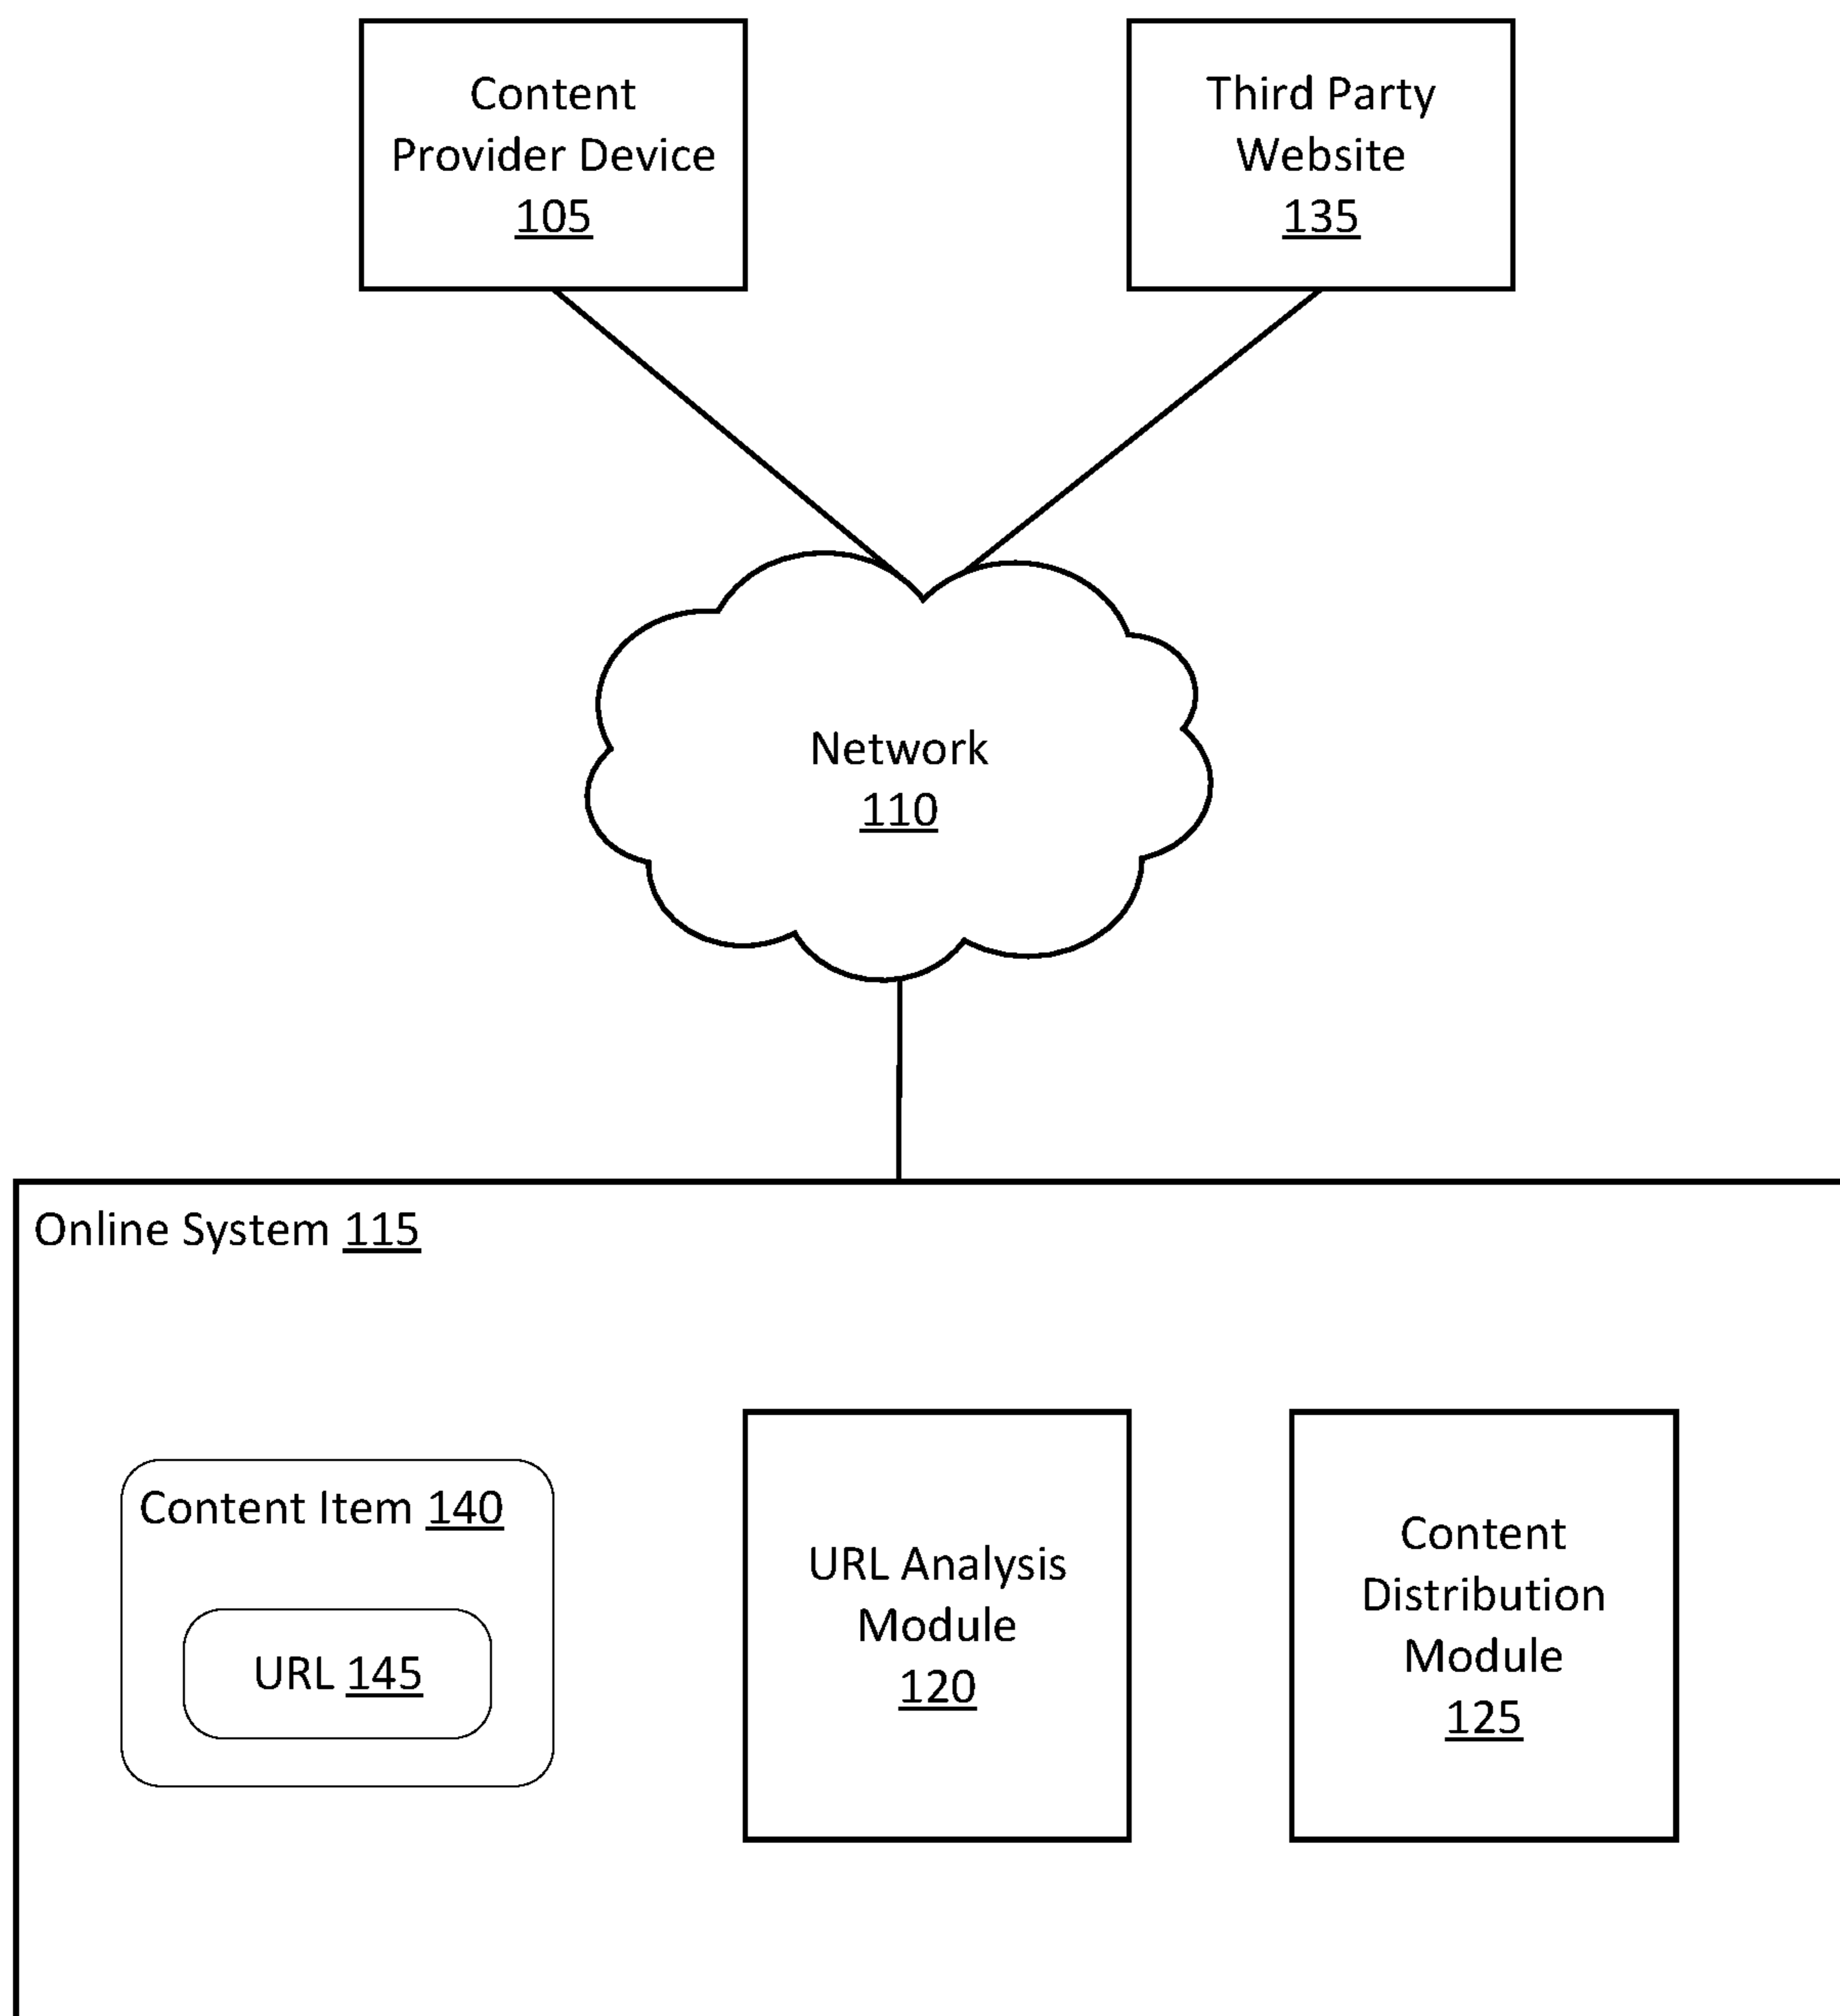 Content
Provider Device
105
Third Party
Website
135
Network
110
Online System 115
Content Item 140
URL 145
URL Analysis
Module
120
Content
Distribution
Module
125